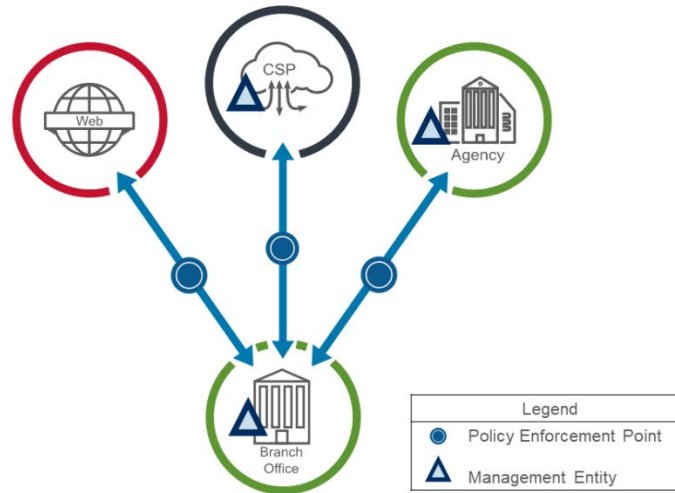 CSP
Web
Agency
Branch
Office
Legend
Policy Enforcement Point
Management Entity